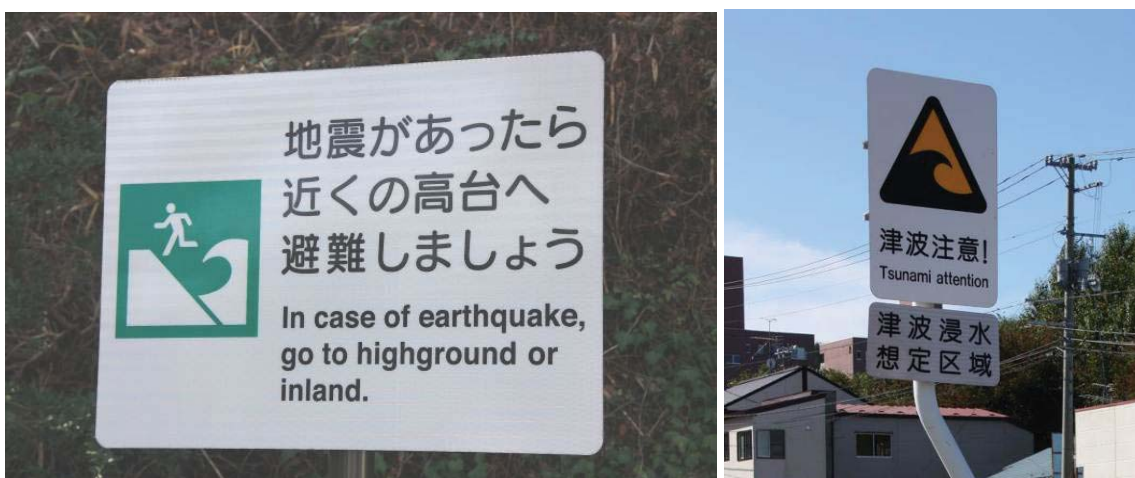 地震があったら
近くの高台へ
避難しましょう
In case of earthquake,
go to highground or
inland.
津波注意!
Tsunami attention
津波浸水
想定区域